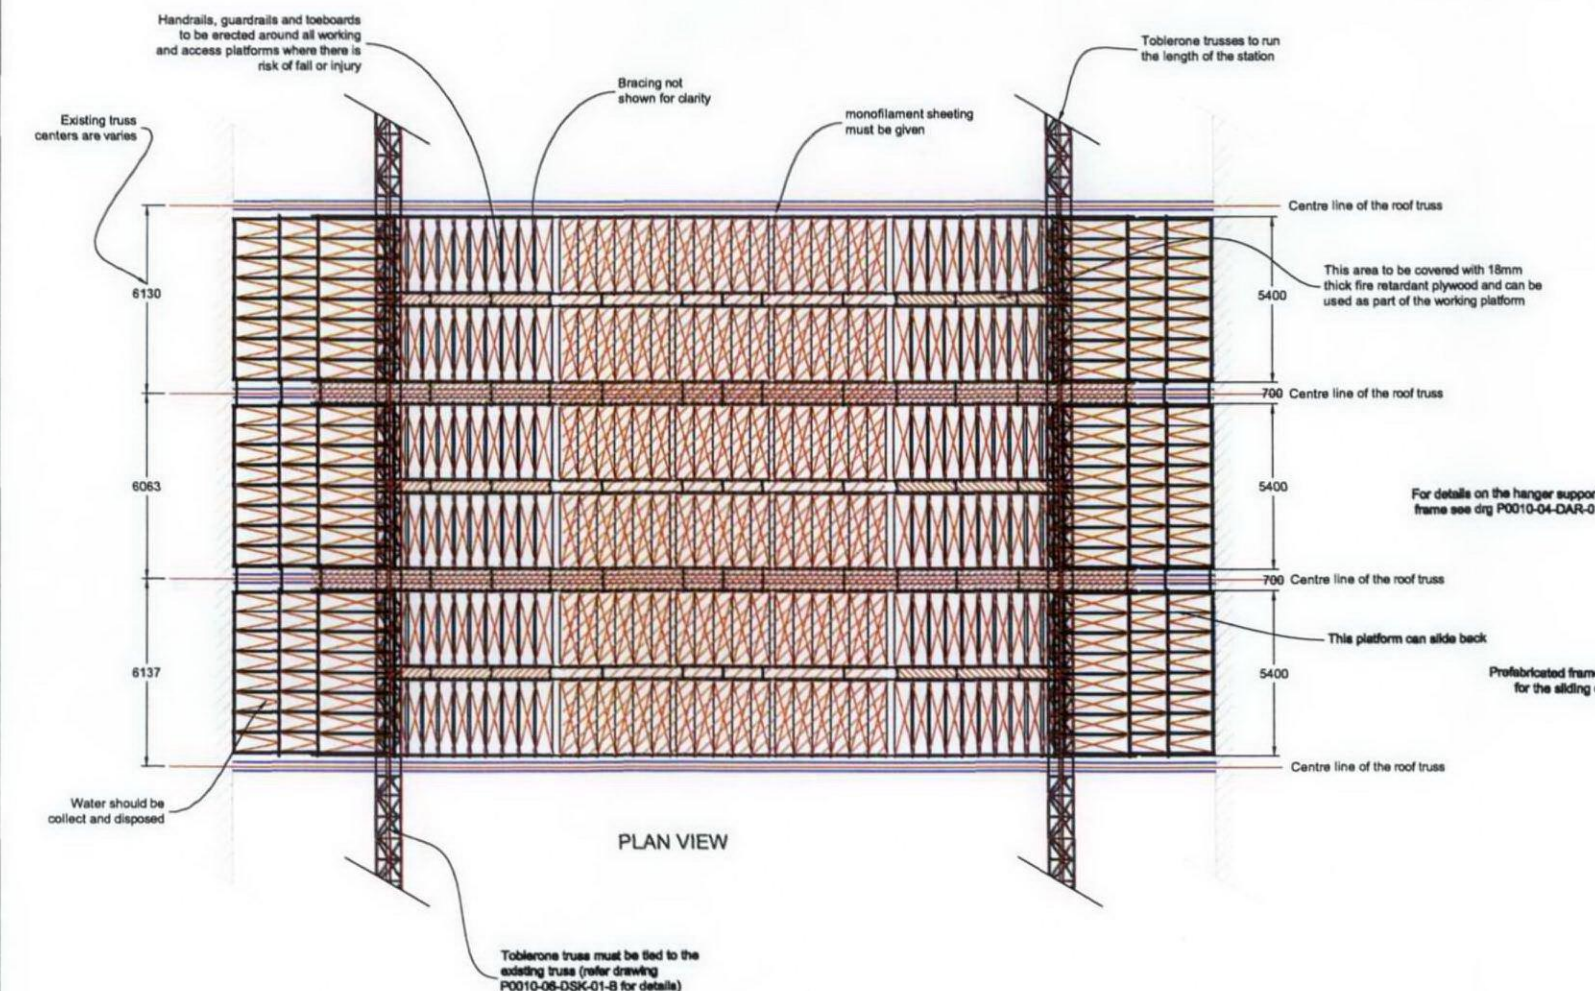 Handrails, guardrails and toeboards
to be erected around all working
and access platforms where there is
risk of fall or injury
Toblerone trusses to run
the length of the station
Bracing not
shown for clarity
monofilament sheeting
must be given
Existing truss
centers are varies
Centre line of the roof truss
This area to be covered with 18mm
thick fire retardant plywood and can be
used as part of the working platform
6130
5400
700 Centre line of the roof truss
6063
5400
For details on the hanger suppor
frame see drg P0010-04-DAR-0
700 Centre line of the roof truss
This platform can slide back
6137
5400
Prefabricated fram
for the sliding
Centre line of the roof truss
Water should be
collect and disposed
PLAN VIEW
Toblerone truss must be tied to the
existing truss (refer drawing
P0010-06-DSK-01-B for details)